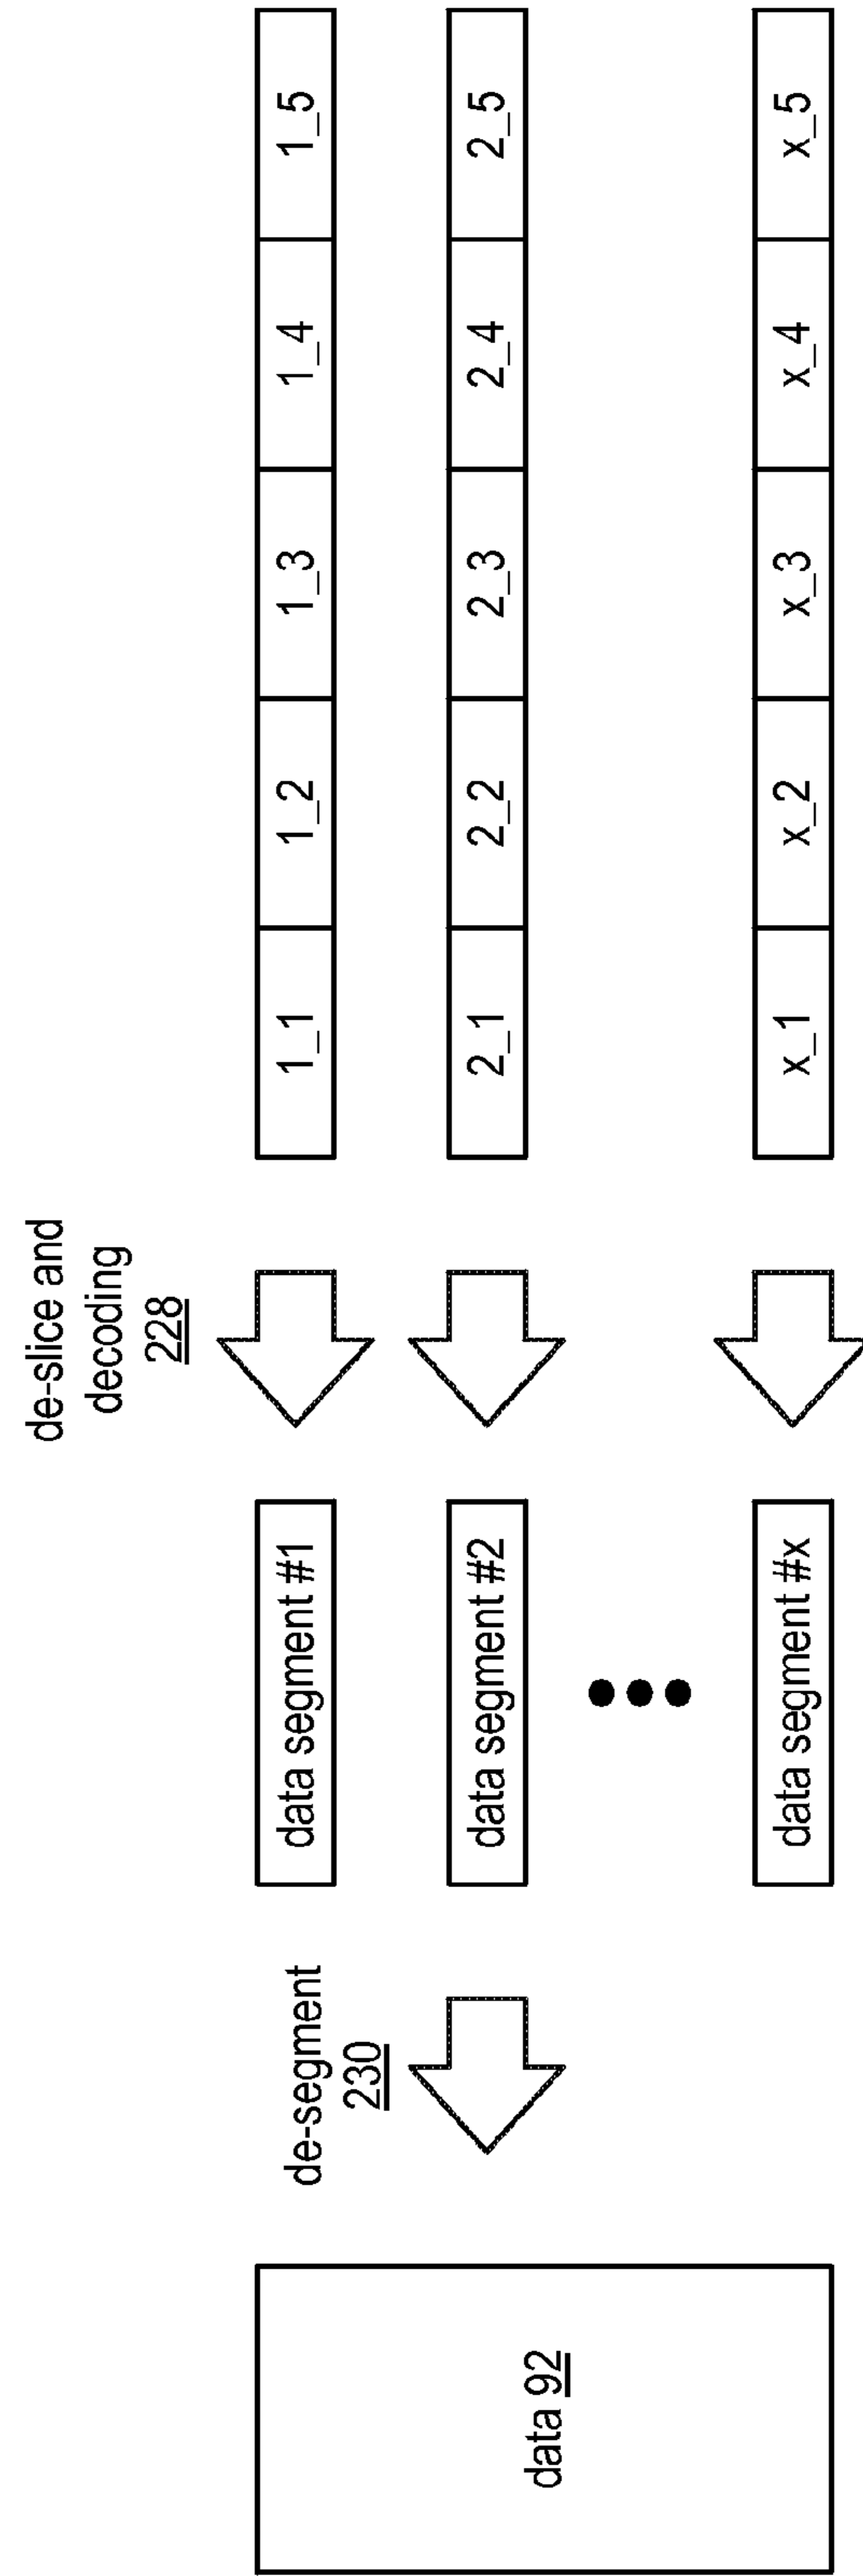 de-slice and
decoding
228
de-segment
230
data 92
data segment #1
1_1
1_2
1_3
1_4
1_5
data segment #2
2_1
2_2
2_3
2_4
2_5
data segment #x
x_1
x_2
x_3
x_4
x_5